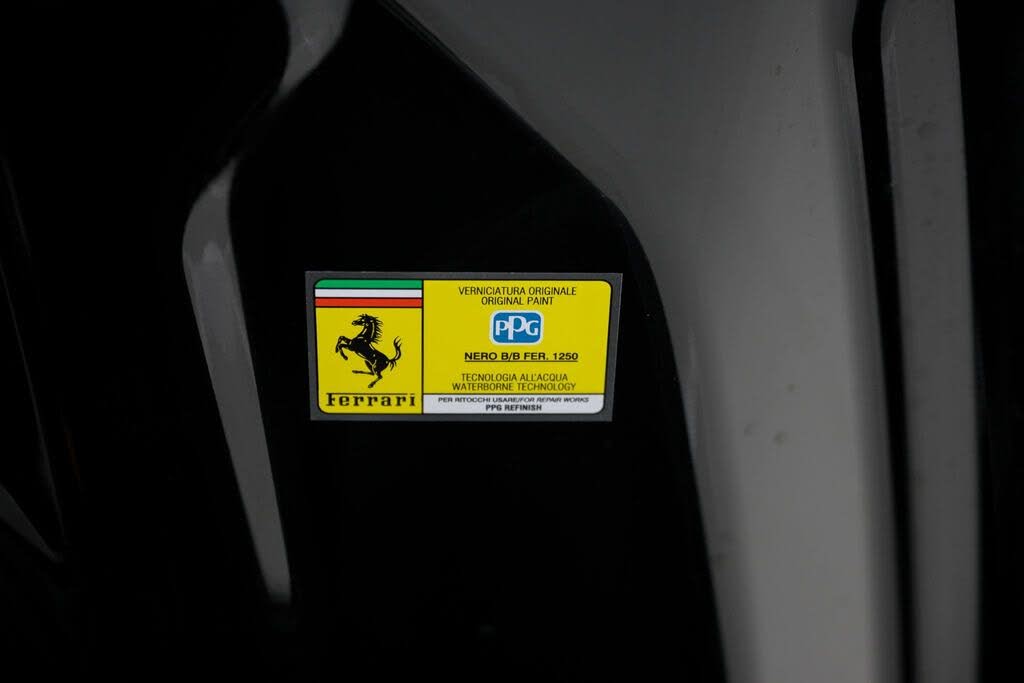 Ferrari
VERNICIATURA ORIGINALE
ORIGINAL PAINT
PPG
NERO B/B FER. 1250
TECNOLOGIA ALL'ACQUA
WATERBORNE TECHNOLOGY
PER RITOCCHI USARE/FOR REPAIR WORKS
PPG REFINISH